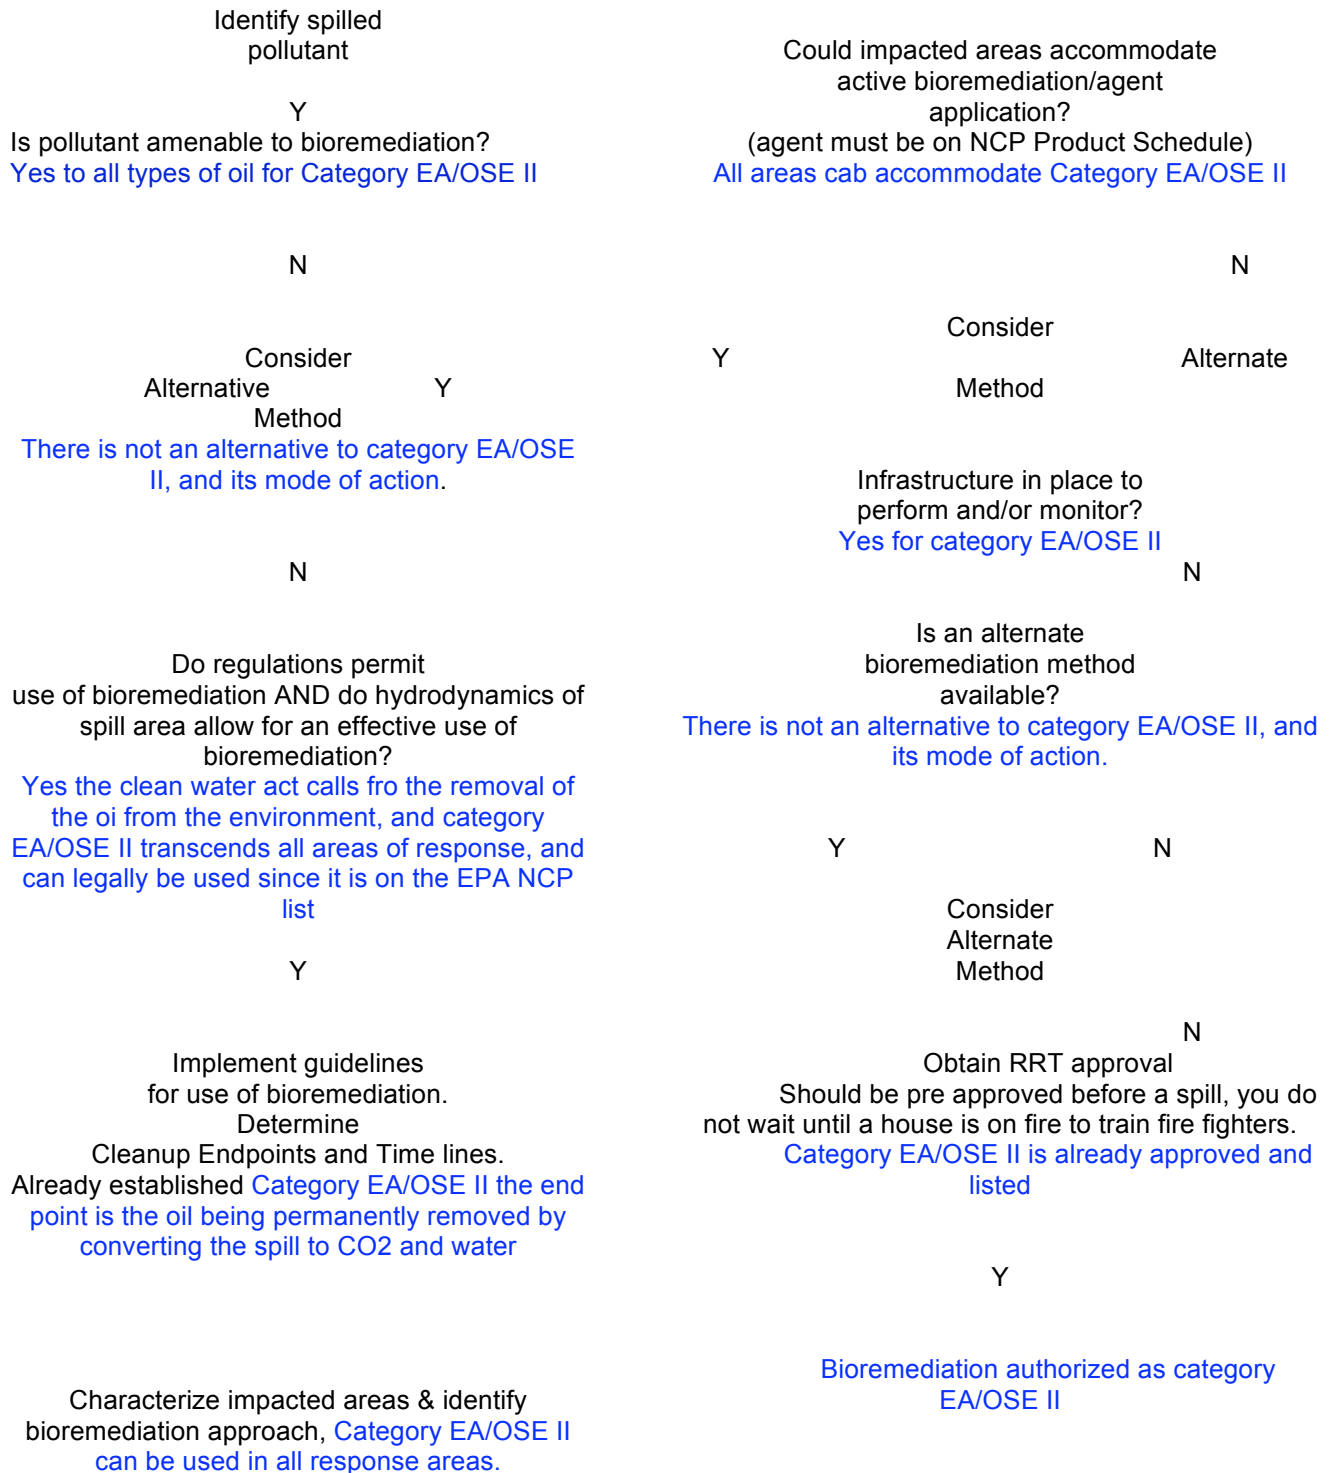 Identify spilled
pollutant
Y
Is pollutant amenable to bioremediation?
Yes to all types of oil for Category EA/OSE II
N
Consider
Alternative Y
Method
There is not an alternative to category EA/OSE
II, and its mode of action.
N
Do regulations permit
use of bioremediation AND do hydrodynamics of
spill area allow for an effective use of
bioremediation?
Yes the clean water act calls fro the removal of
the oi from the environment, and category
EA/OSE II transcends all areas of response, and
can legally be used since it is on the EPA NCP
list
Y
Implement guidelines
for use of bioremediation.
Determine
Cleanup Endpoints and Time lines.
Already established Category EA/OSE II the end
point is the oil being permanently removed by
converting the spill to CO2 and water
Characterize impacted areas & identify
bioremediation approach, Category EA/OSE II
can be used in all response areas.
Could impacted areas accommodate
active bioremediation/agent
application?
(agent must be on NCP Product Schedule)
All areas cab accommodate Category EA/OSE II
N
Consider
Y Alternate
Method
Infrastructure in place to
perform and/or monitor?
Yes for category EA/OSE II
N
Is an alternate
bioremediation method
available?
There is not an alternative to category EA/OSE II, and
its mode of action.
Y N
Consider
Alternate
Method
N
Obtain RRT approval
Should be pre approved before a spill, you do
not wait until a house is on fire to train fire fighters.
Category EA/OSE II is already approved and
listed
Y
Bioremediation authorized as category
EA/OSE II